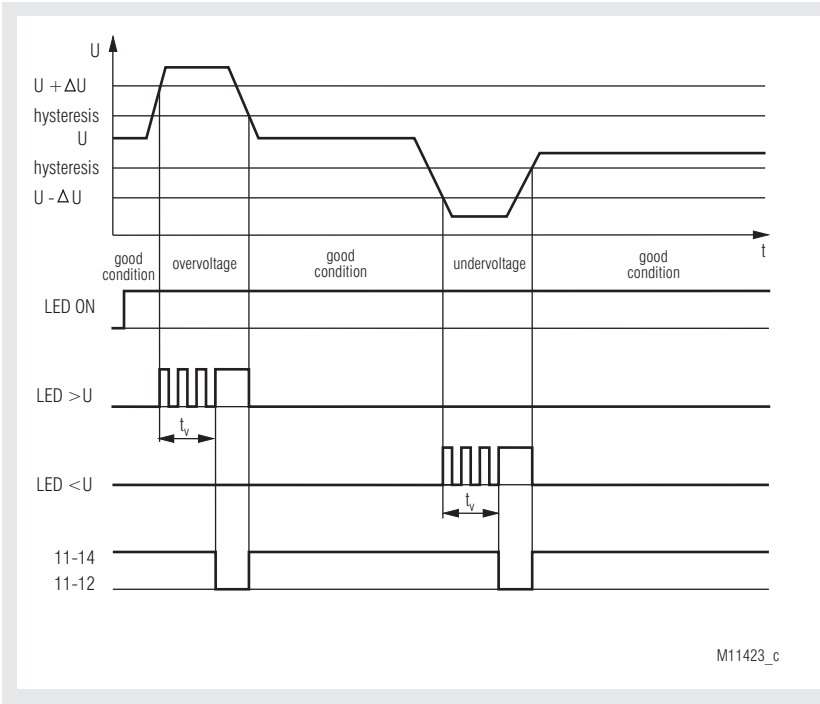 U
U + ΔU
hysteresis
U
hysteresis
U - ΔU
t
good
condition
overvoltage
good
condition
undervoltage
good
condition
LED ON
LED >U
tv
LED <U
tv
11-14
11-12
M11423_c